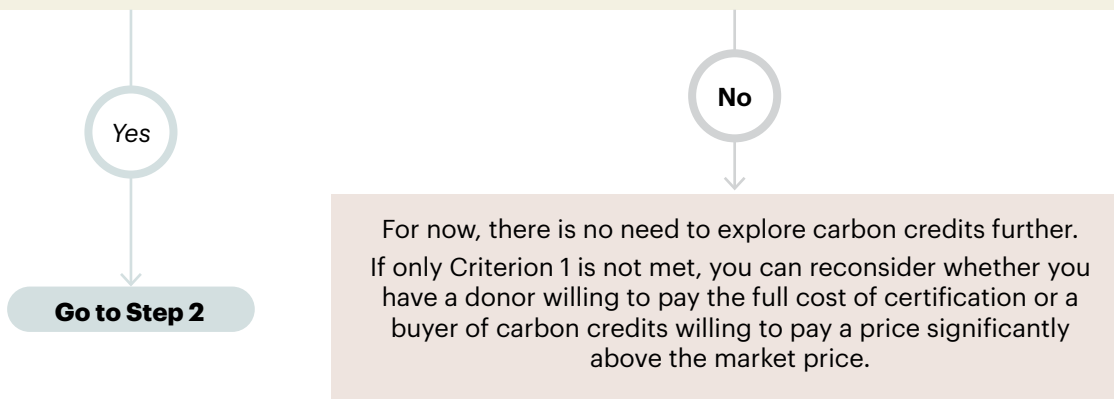 Yes
No
Go to Step 2
For now, there is no need to explore carbon credits further.
If only Criterion 1 is not met, you can reconsider whether you
have a donor willing to pay the full cost of certification or a
buyer of carbon credits willing to pay a price significantly
above the market price.